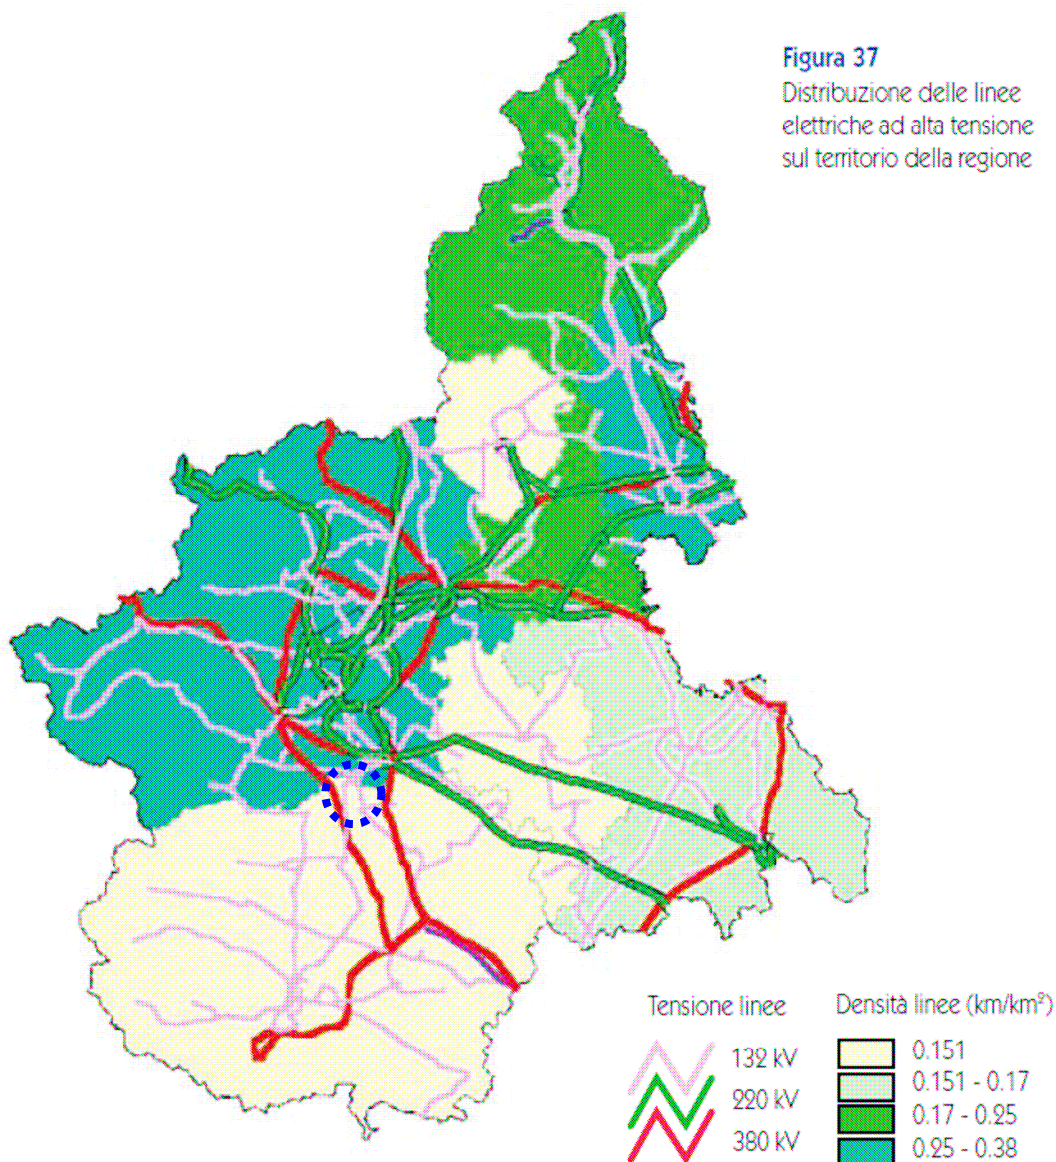 Figura 37
Distribuzione delle linee
elettriche ad alta tensione
sul territorio della regione
Tensione linee
132 kV
220 kV
380 kV
Densità linee (km/km²)
0.151
0.151 - 0.17
0.17 - 0.25
0.25 - 0.38